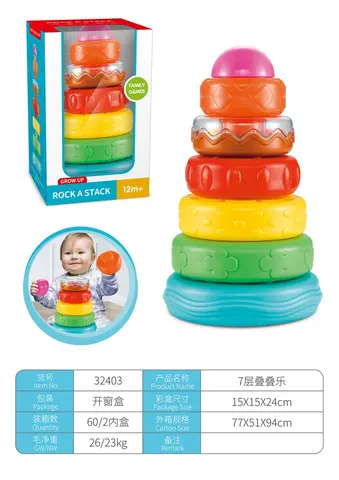 ROCK A STACK
FAMILY GAMES
GROW UP
ROCK A STACK
12m+
货号 Item No
32403
产品名称 Product Name
7层叠叠乐
包装 Package
开窗盒
彩盒尺寸 Package Size
15X15X24cm
装箱数 Quantity
60/2内盒
外箱规格 Carton Size
77X51X94cm
毛净重 GW/NW
26/23kg
备注 Remark